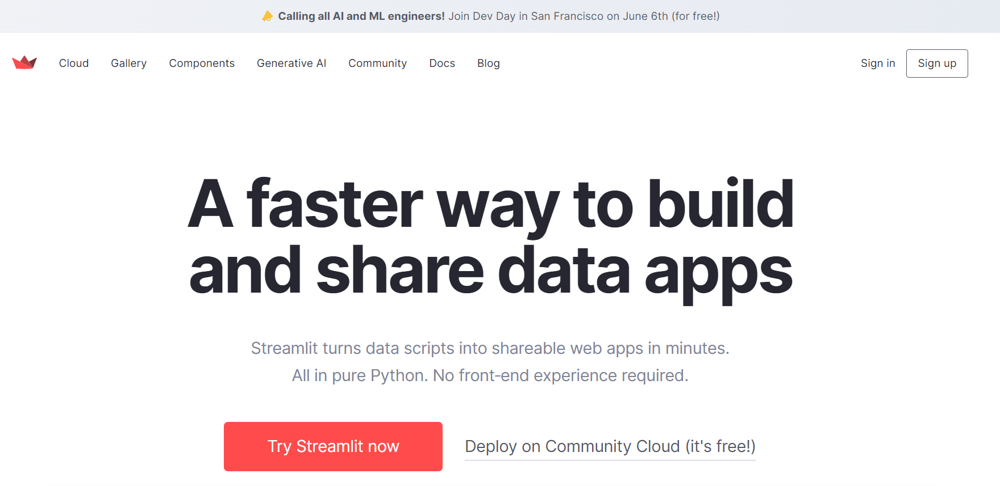 Calling all AI and ML engineers! Join Dev Day in San Francisco on June 6th (for free!)
Cloud Gallery Components Generative AI Community Docs Blog Sign in Sign up
A faster way to build
and share data apps
Streamlit turns data scripts into shareable web apps in minutes.
All in pure Python. No front-end experience required.
Try Streamlit now Deploy on Community Cloud (it's free!)